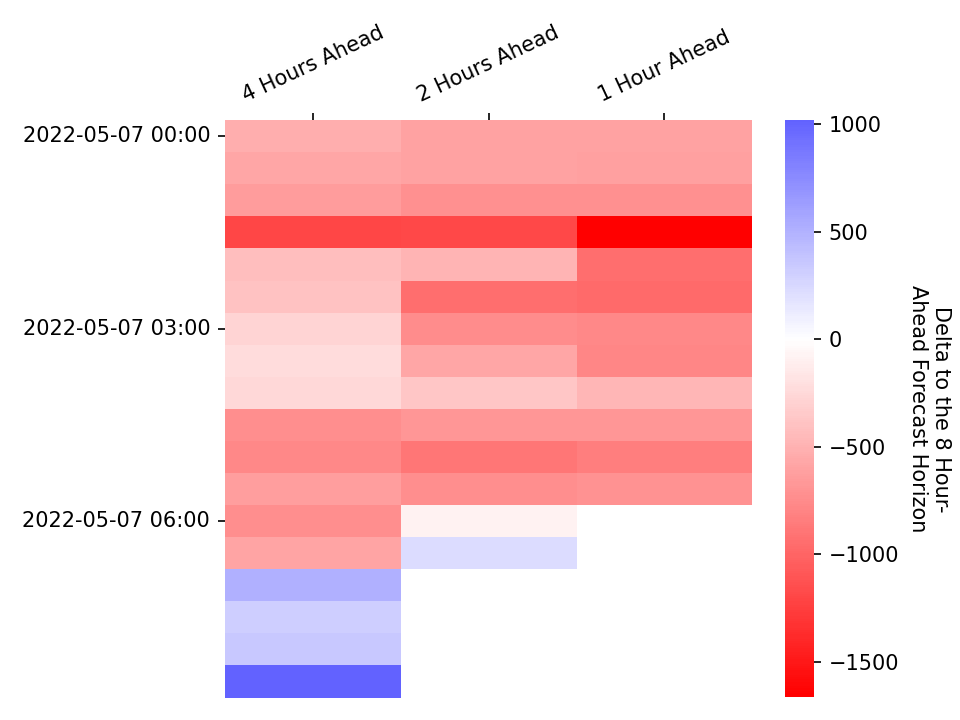 4 Hours Ahead
2 Hours Ahead
1 Hour Ahead
2022-05-07 00:00
2022-05-07 03:00
2022-05-07 06:00
1000
500
0
−500
−1000
−1500
Delta to the 8 Hour-
Ahead Forecast Horizon